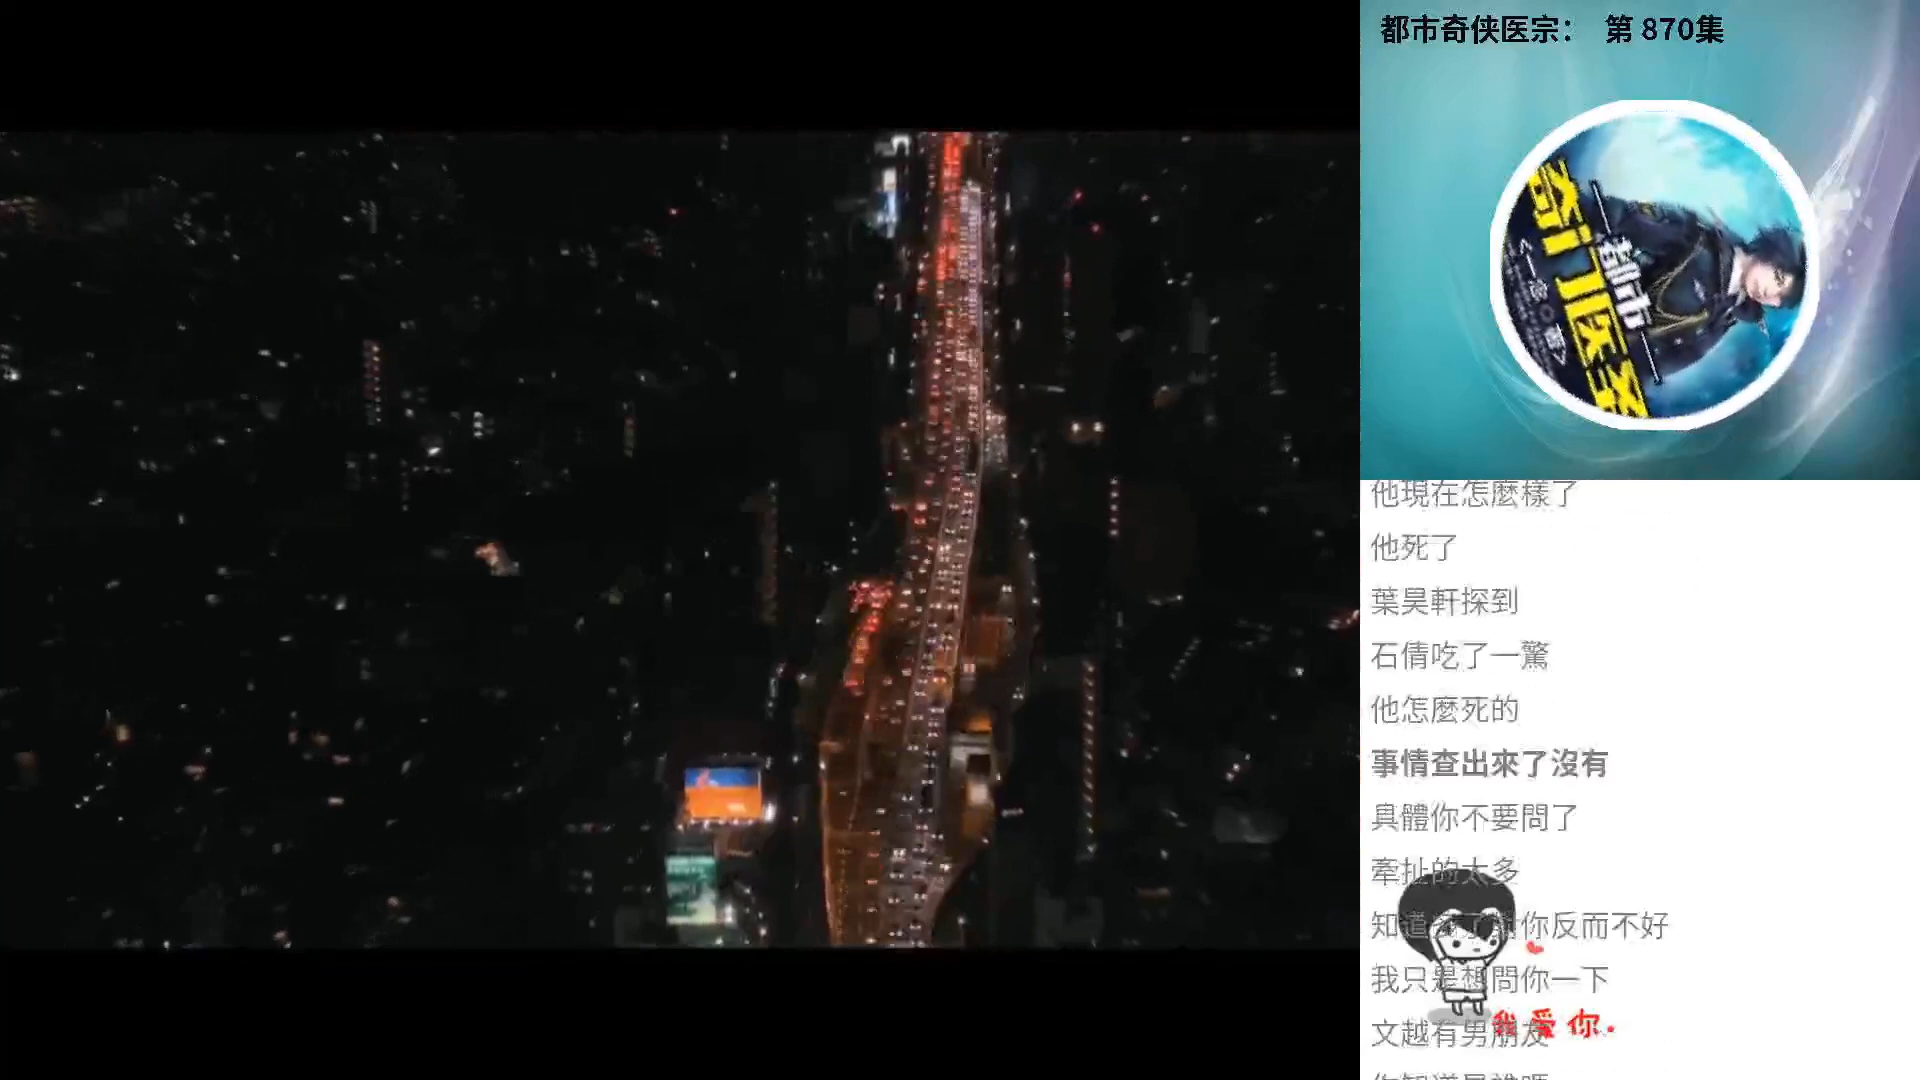 都市奇侠医宗： 第 870集
都市
他現在怎麼樣了
他死了
葉昊軒探到
石倩吃了一驚
他怎麼死的
事情查出來了沒有
具體你不要問了
牽扯的太多
知道多了對你反而不好
我只是想問你一下
我爱你.
文越有男朋友